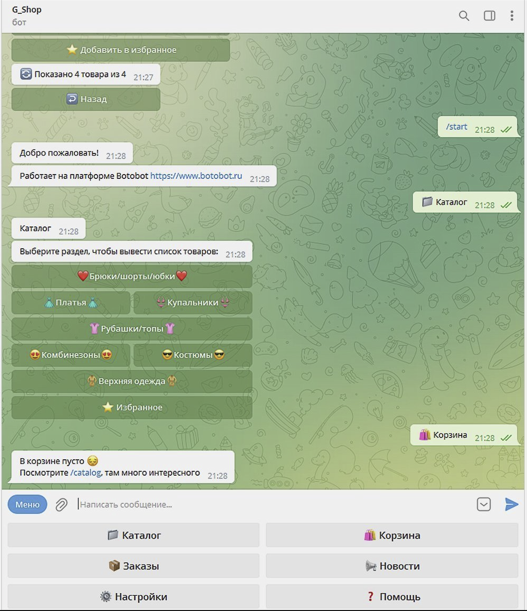 G_Shop
бот
⭐ Добавить в избранное
Показано 4 товара из 4 21:27
Назад
/start 21:28
Добро пожаловать! 21:28
Работает на платформе Botobot https://www.botobot.ru 21:28
Каталог 21:28
Каталог 21:28
Выберите раздел, чтобы вывести список товаров: 21:28
❤️Брюки/шорты/юбки❤️
Платья
👙Купальники👙
👚Рубашки/топы👚
😍Комбинезоны😍
😎Костюмы😎
Верхняя одежда
⭐ Избранное
🛍 Корзина 21:28
В корзине пусто 😔
Посмотрите /catalog, там много интересного 21:28
Меню
Написать сообщение...
📁 Каталог
🛍 Корзина
📦 Заказы
📢 Новости
⚙️ Настройки
❓ Помощь